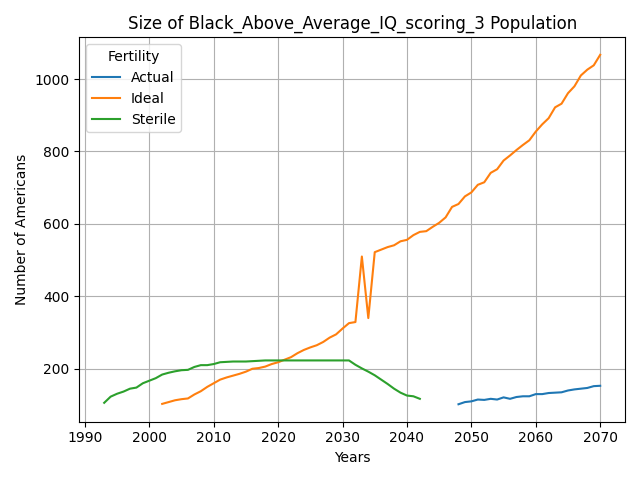 Size of Black_Above_Average_IQ_scoring_3 Population
Fertility
Actual
Ideal
Sterile
Number of Americans
1000
800
600
400
200
1990 2000 2010 2020 2030 2040 2050 2060 2070
Years